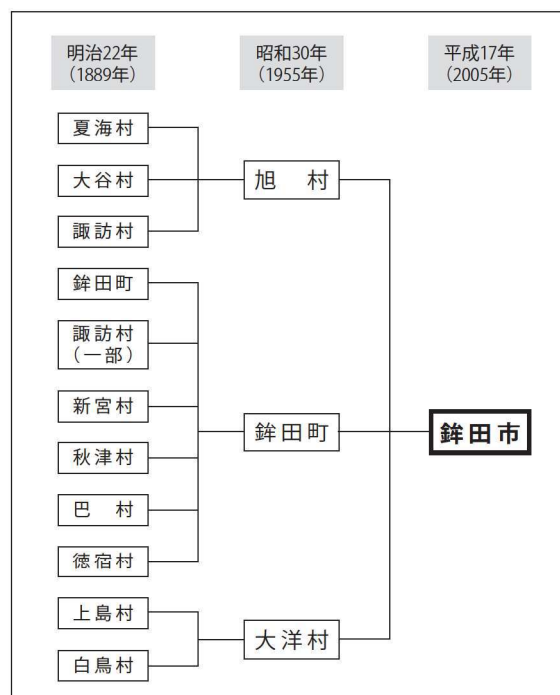 明治22年
（1889年）
昭和30年
（1955年）
平成17年
（2005年）
夏海村
大谷村
諏訪村
旭　村
鉾田町
諏訪村
（一部）
新宮村
秋津村
巴　村
徳宿村
鉾田町
鉾田市
上島村
白鳥村
大洋村